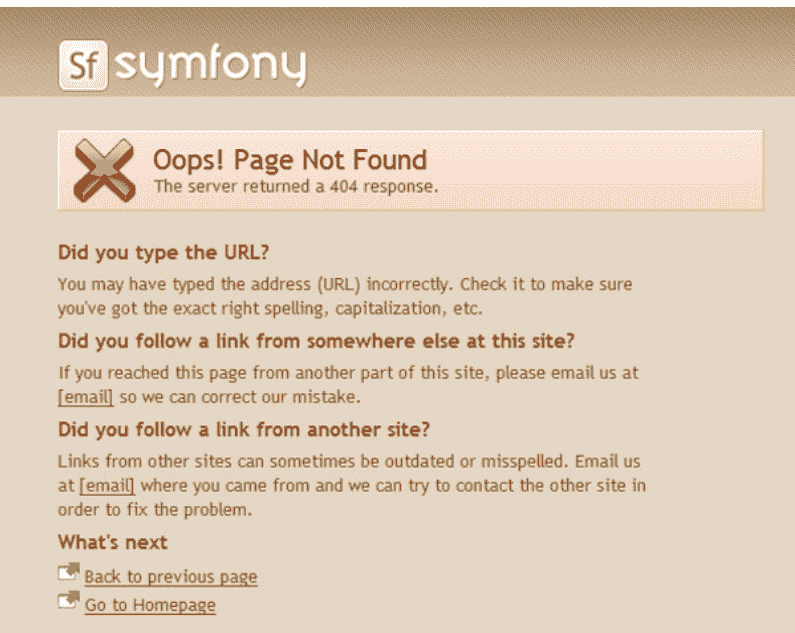 Sf symfony
Oops! Page Not Found
The server returned a 404 response.
Did you type the URL?
You may have typed the address (URL) incorrectly. Check it to make sure
you've got the exact right spelling, capitalization, etc.
Did you follow a link from somewhere else at this site?
If you reached this page from another part of this site, please email us at
[email] so we can correct our mistake.
Did you follow a link from another site?
Links from other sites can sometimes be outdated or misspelled. Email us
at [email] where you came from and we can try to contact the other site in
order to fix the problem.
What's next
Back to previous page
Go to Homepage